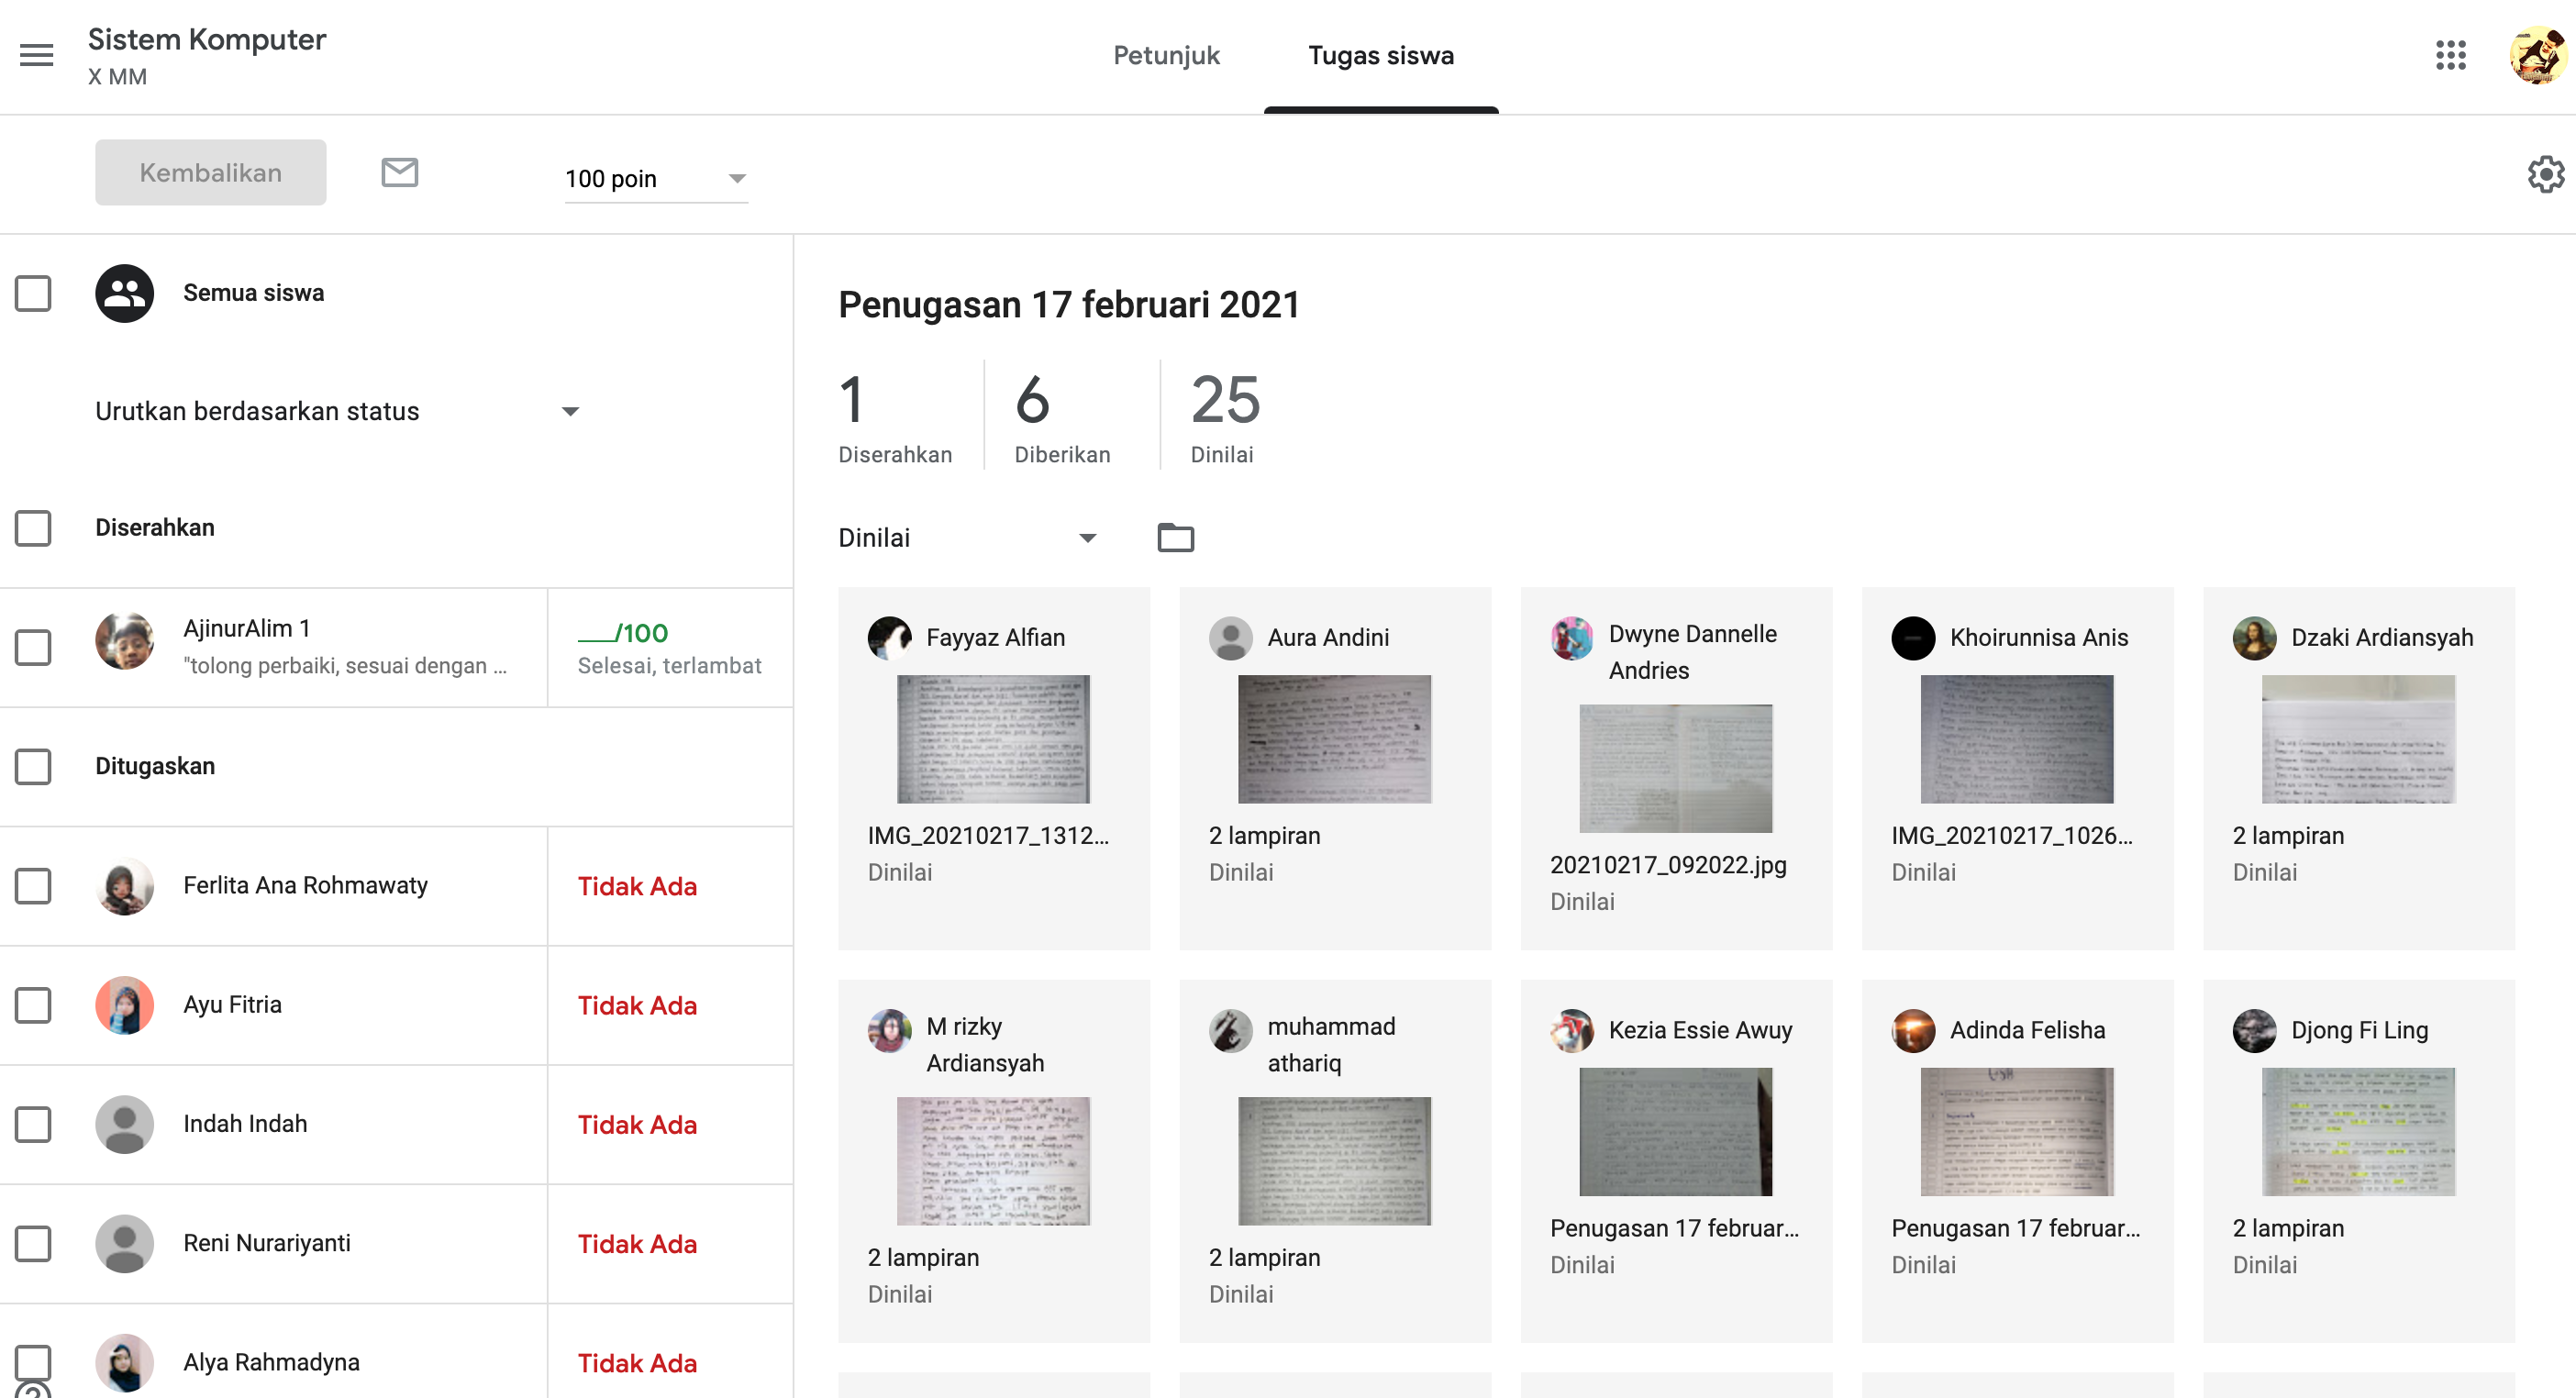 Sistem Komputer
X MM
Petunjuk
Tugas siswa
Kembalikan
100 poin
Semua siswa
Urutkan berdasarkan status
Diserahkan
AjinurAlim 1
"tolong perbaiki, sesuai dengan ...
___/100
Selesai, terlambat
Ditugaskan
Ferlita Ana Rohmawaty
Tidak Ada
Ayu Fitria
Tidak Ada
Indah Indah
Tidak Ada
Reni Nurariyanti
Tidak Ada
Alya Rahmadyna
Tidak Ada
Penugasan 17 februari 2021
1
Diserahkan
6
Diberikan
25
Dinilai
Dinilai
Fayyaz Alfian
IMG_20210217_1312...
Dinilai
Aura Andini
2 lampiran
Dinilai
Dwyne Dannelle
Andries
20210217_092022.jpg
Dinilai
Khoirunnisa Anis
IMG_20210217_1026...
Dinilai
Dzaki Ardiansyah
2 lampiran
Dinilai
M rizky
Ardiansyah
2 lampiran
Dinilai
muhammad
athariq
2 lampiran
Dinilai
Kezia Essie Awuy
Penugasan 17 februar...
Dinilai
Adinda Felisha
Penugasan 17 februar...
Dinilai
Djong Fi Ling
2 lampiran
Dinilai